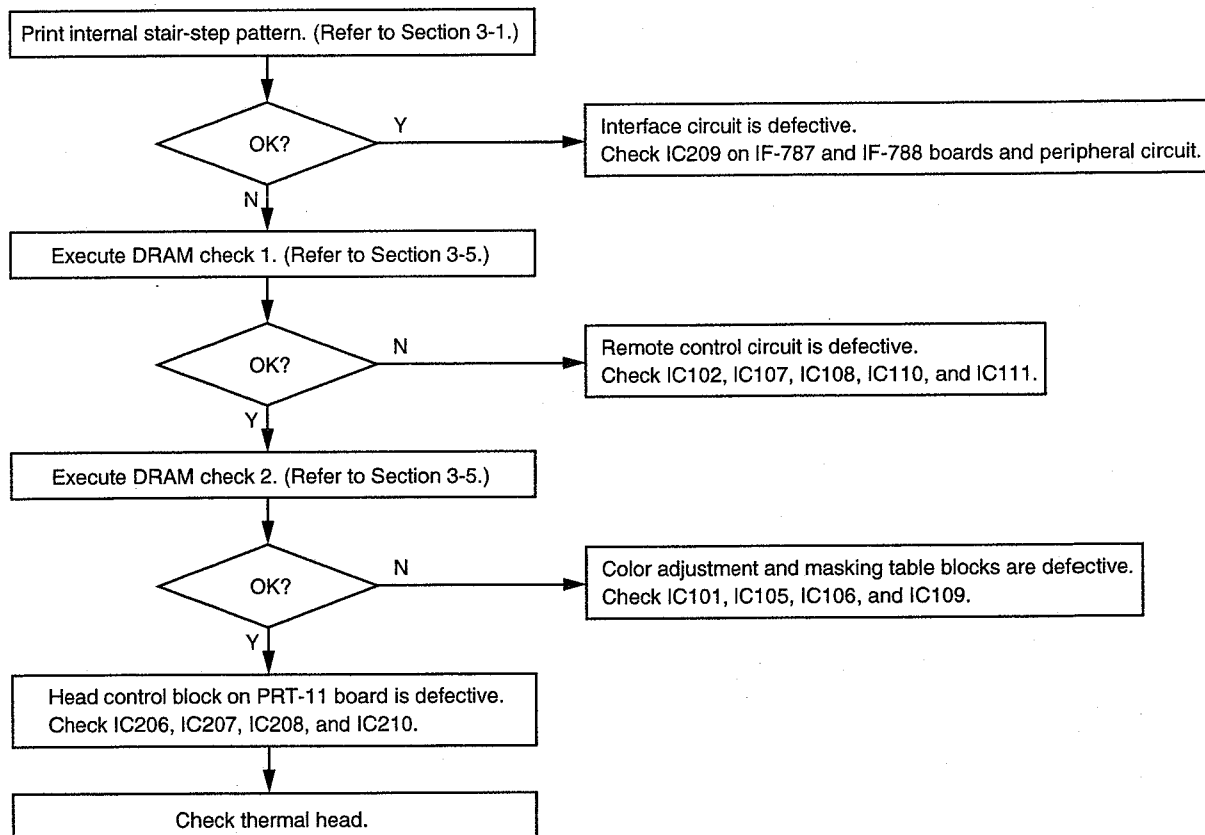 Print internal stair-step pattern. (Refer to Section 3-1.)
OK?
Y
Interface circuit is defective.
Check IC209 on IF-787 and IF-788 boards and peripheral circuit.
N
Execute DRAM check 1. (Refer to Section 3-5.)
OK?
N
Remote control circuit is defective.
Check IC102, IC107, IC108, IC110, and IC111.
Y
Execute DRAM check 2. (Refer to Section 3-5.)
OK?
N
Color adjustment and masking table blocks are defective.
Check IC101, IC105, IC106, and IC109.
Y
Head control block on PRT-11 board is defective.
Check IC206, IC207, IC208, and IC210.
Check thermal head.